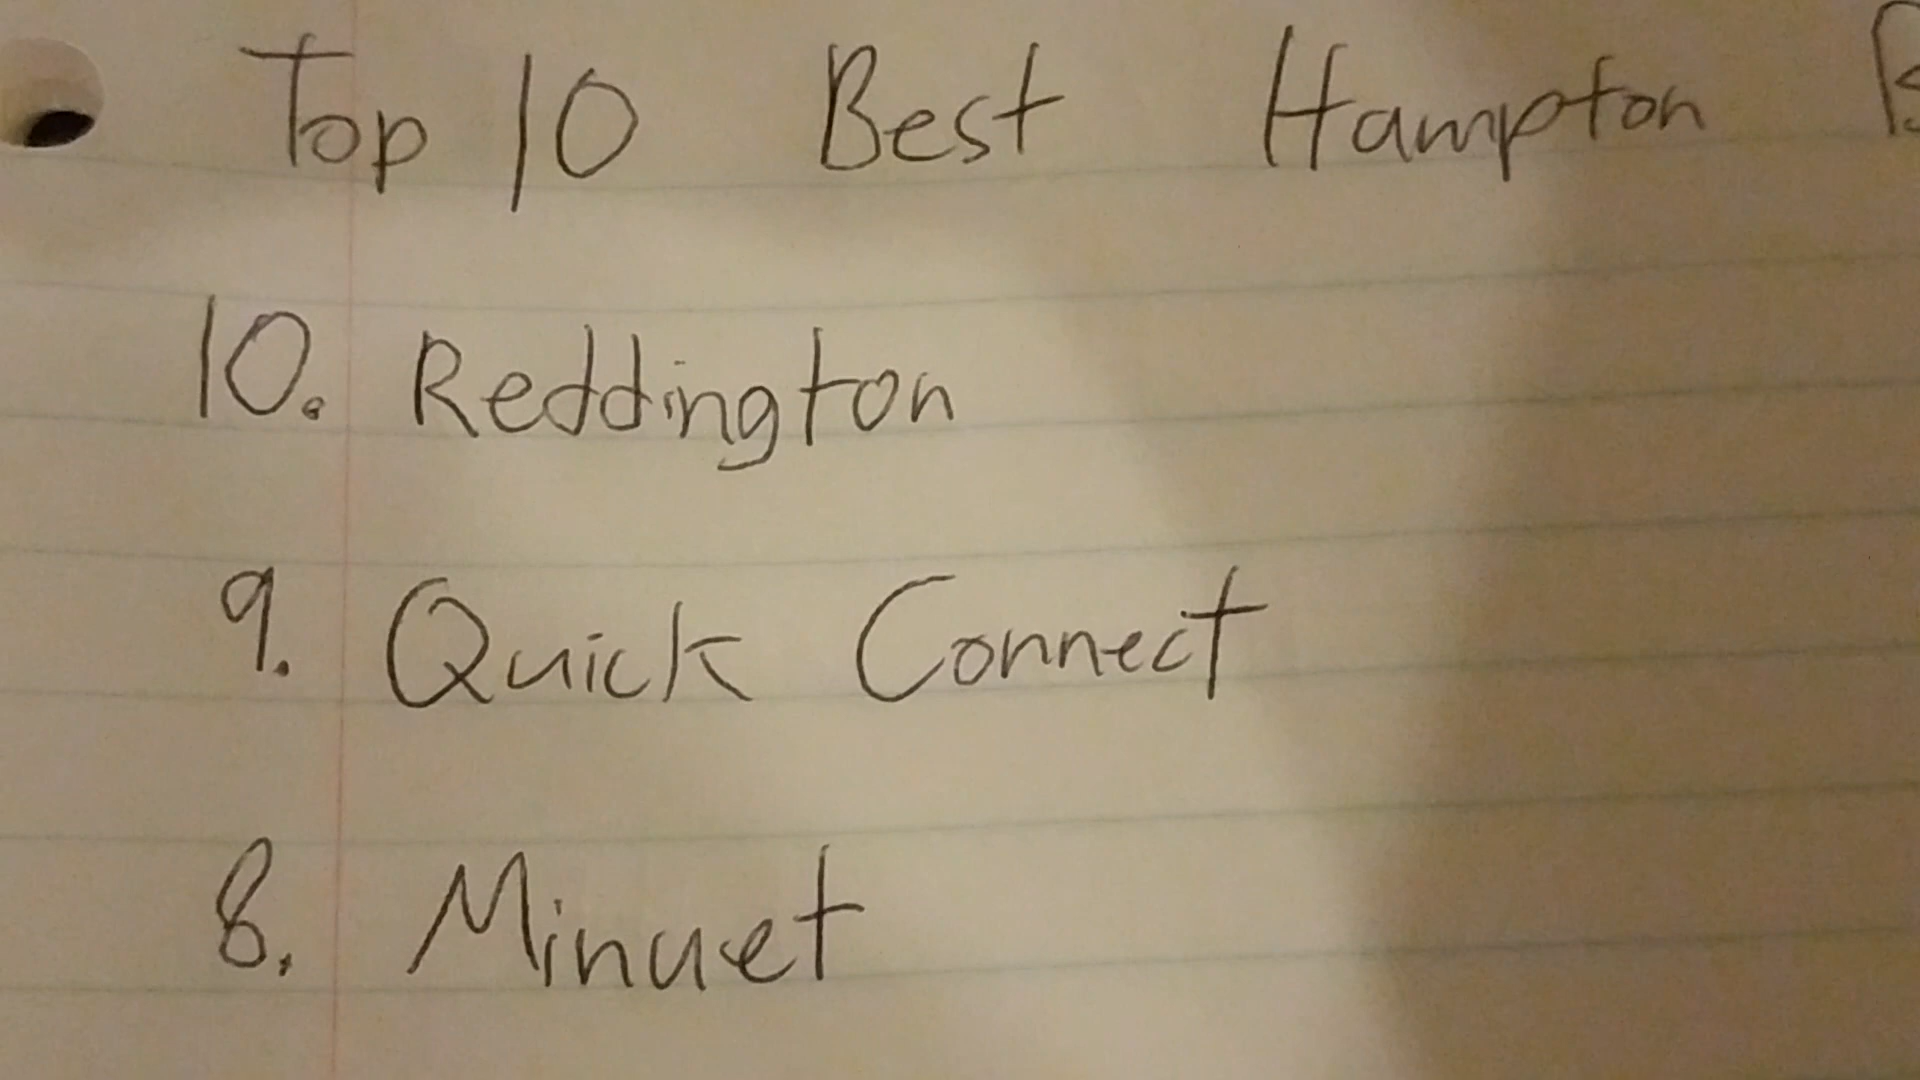 Top 10 Best Hampton B
10. Reddington
9. Quick Connect
8. Minuet